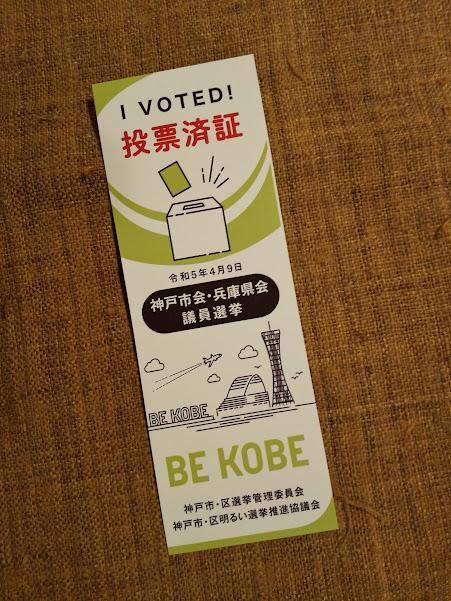 I VOTED!
投票済証
令和5年4月9日
神戸市会・兵庫県会
議員選挙
BE KOBE
BE KOBE
神戸市・区選挙管理委員会
神戸市・区明るい選挙推進協議会